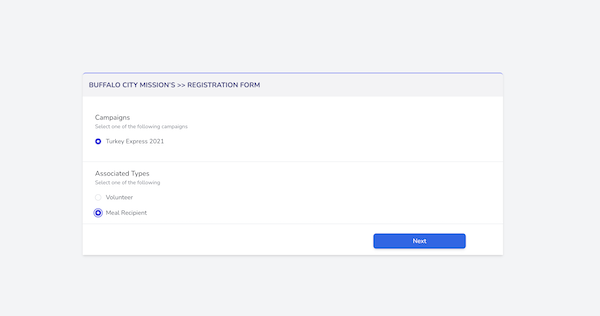 BUFFALO CITY MISSION'S >> REGISTRATION FORM
Campaigns
Select one of the following campaigns
Turkey Express 2021
Associated Types
Select one of the following
Volunteer
Meal Recipient
Next